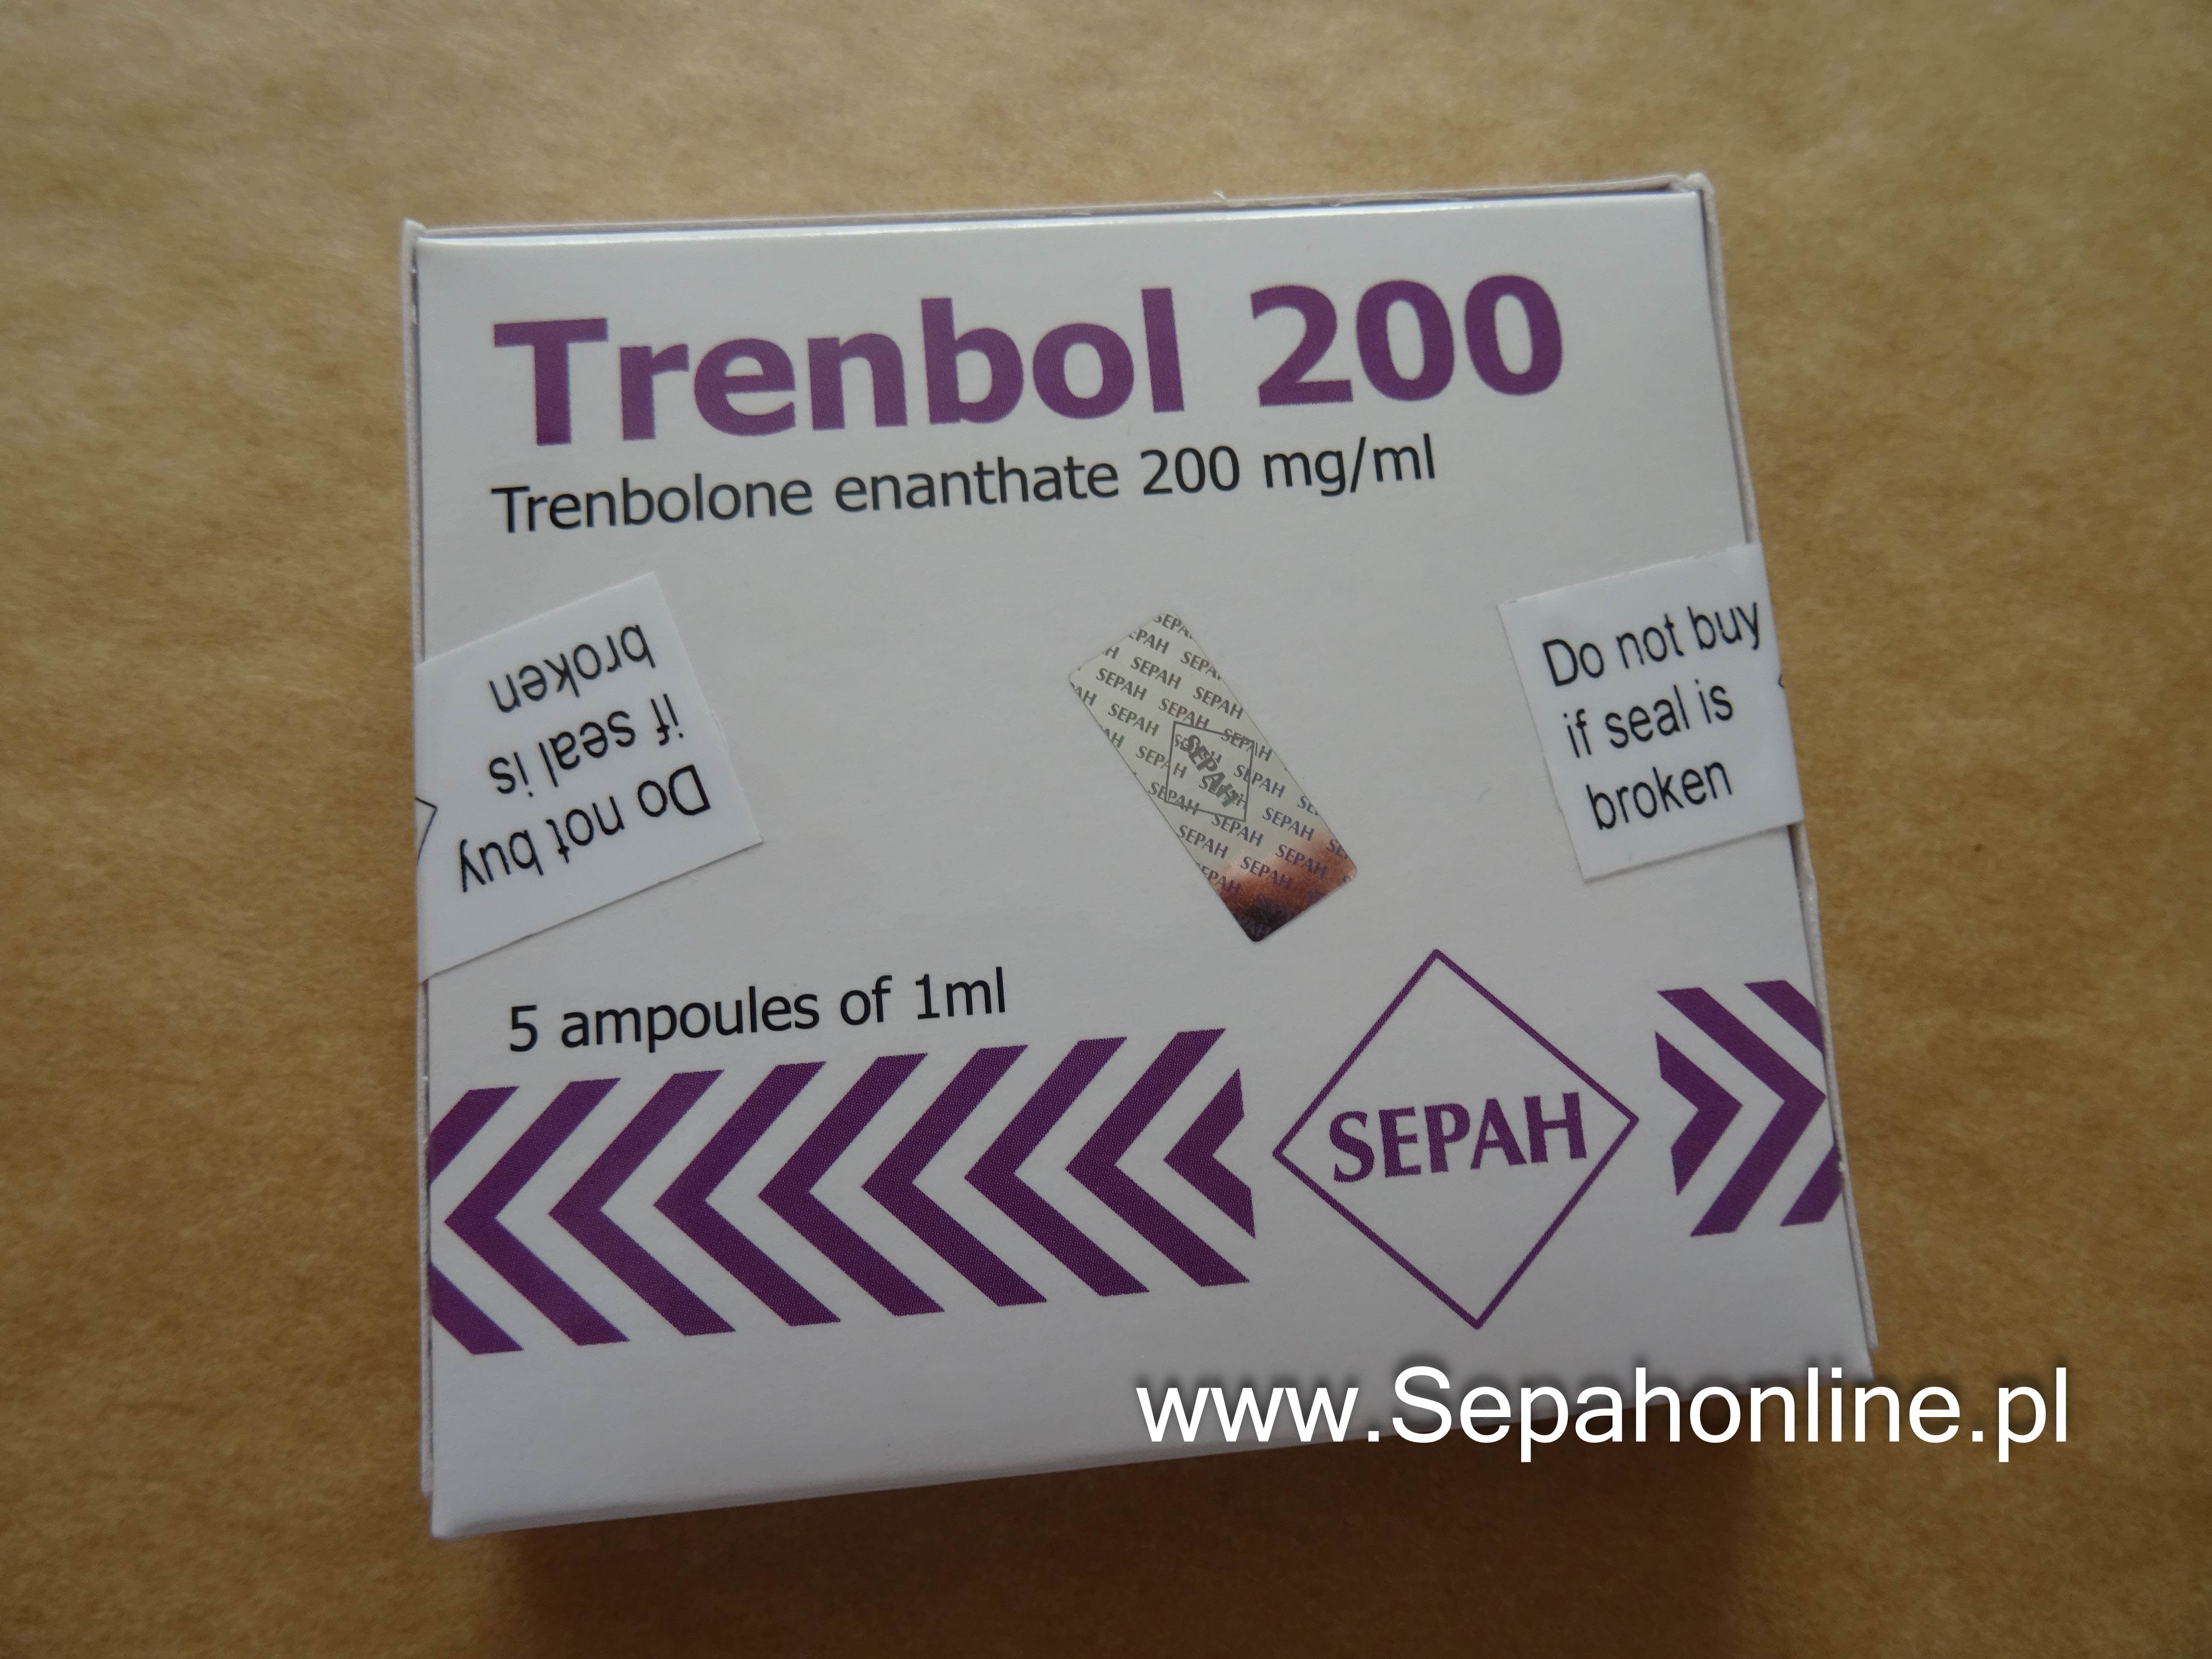 Trenbol 200
Trenbolone enanthate 200 mg/ml
Do not buy
if seal is
broken
Do not buy
if seal is
broken
SEPAH
5 ampoules of 1ml
SEPAH
www.Sepahonline.pl